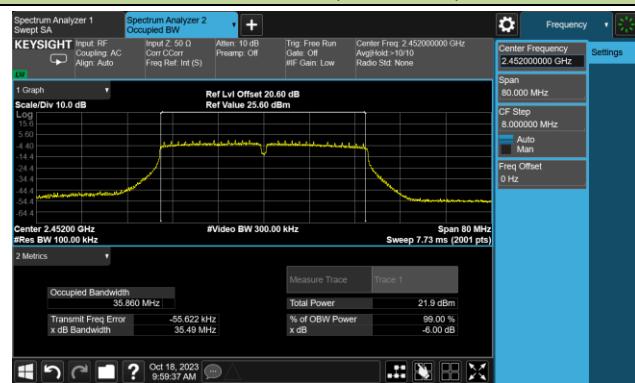 Spectrum Analyzer 1
Swept SA
Spectrum Analyzer 2
Occupied BW
+
Frequency
KEYSIGHT
Input: RF
Coupling: AC
Align: Auto
Input Z: 50 Ω
Corr CCorr
Freq Ref: Int (S)
Atten: 10 dB
Preamp: Off
Trig: Free Run
Gate: Off
#IF Gain: Low
Center Freq: 2.452000000 GHz
Avg|Hold:>10/10
Radio Std: None
Center Frequency
2.452000000 GHz
Settings
Span
80.000 MHz
CF Step
8.000000 MHz
Auto
Man
Freq Offset
0 Hz
1 Graph
Scale/Div 10.0 dB
Ref Lvl Offset 20.60 dB
Ref Value 25.60 dBm
Log
15.6
5.60
-4.40
-14.4
-24.4
-34.4
-44.4
-54.4
-64.4
Center 2.45200 GHz
#Res BW 100.00 kHz
#Video BW 300.00 kHz
Span 80 MHz
Sweep 7.73 ms (2001 pts)
2 Metrics
Measure Trace
Trace 1
Occupied Bandwidth
35.860 MHz
Total Power
21.9 dBm
Transmit Freq Error
-55.622 kHz
% of OBW Power
99.00 %
x dB Bandwidth
35.49 MHz
x dB
-6.00 dB
?
Oct 18, 2023
9:59:37 AM